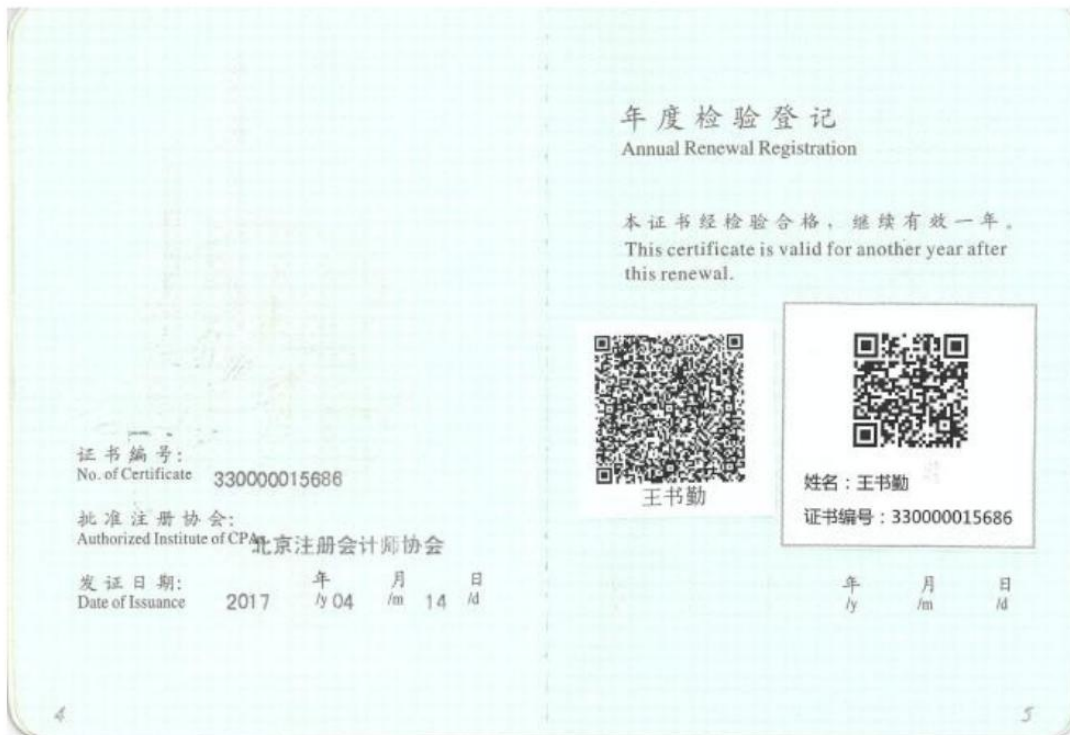 证书编号:
No. of Certificate 330000015686
批准注册协会:
Authorized Institute of CPAs 北京注册会计师协会
发证日期: 年 月 日
Date of Issuance 2017 /y 04 /m 14 /d
4
年度检验登记
Annual Renewal Registration
本证书经检验合格，继续有效一年。
This certificate is valid for another year after
this renewal.
王书勤
姓名：王书勤
证书编号：330000015686
年 月 日
/y /m /d
5